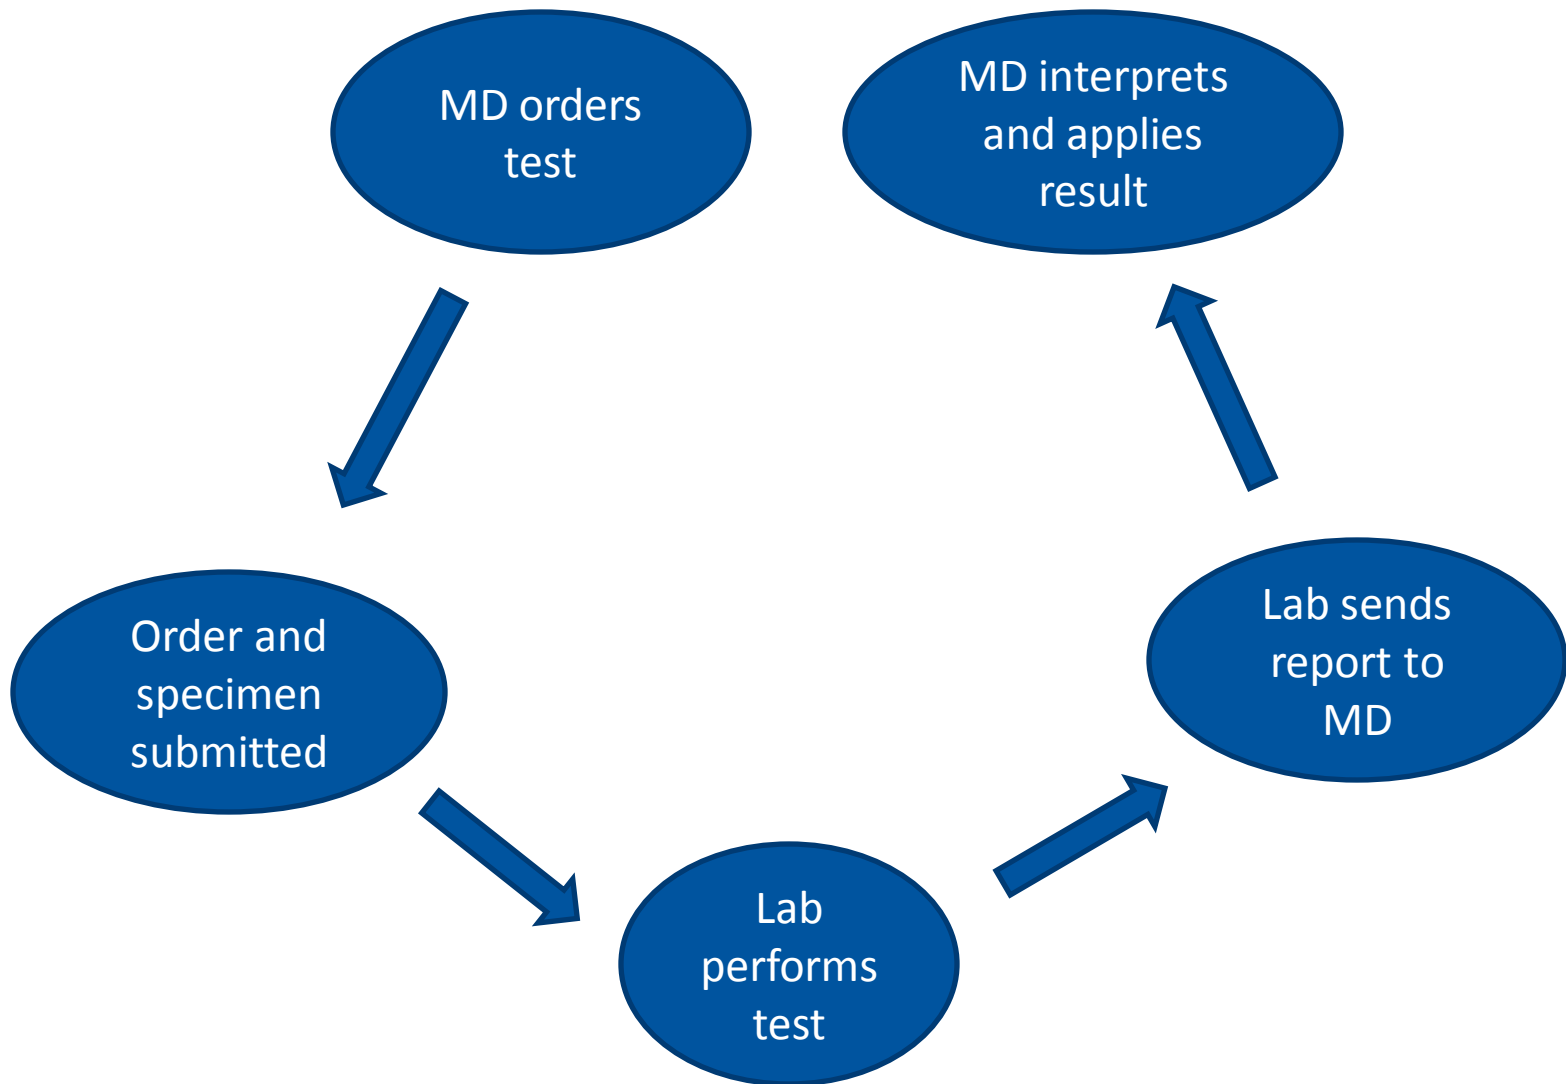 MD orders
test
MD interprets
and applies
result
Order and
specimen
submitted
Lab sends
report to
MD
Lab
performs
test